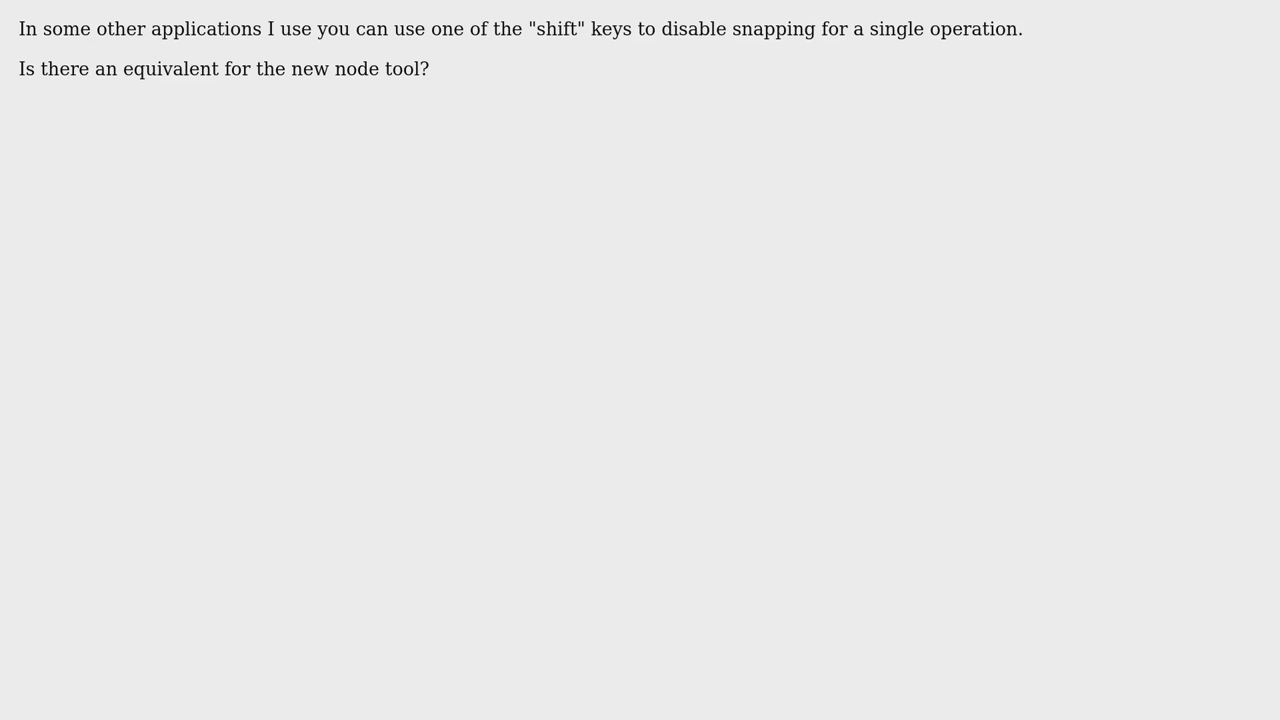 In some other applications I use you can use one of the "shift" keys to disable snapping for a single operation.
Is there an equivalent for the new node tool?